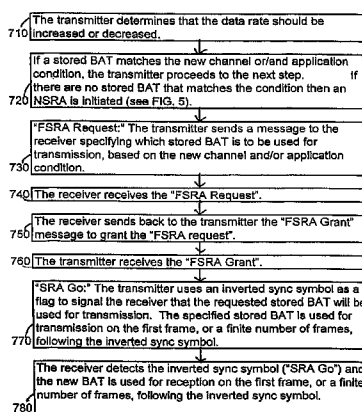 The transmitter determines that the data rate should be
710 increased or decreased.
If a stored BAT matches the new channel or/and application
condition, the transmitter proceeds to the next step. If
there are no stored BAT that matches the condition then an
720 NSRA is initiated (see FIG. 5).
"FSRA Request:" The transmitter sends a message to the
receiver specifying which stored BAT is to be used for
transmission, based on the new channel and/or application
730 condition.
740 The receiver receives the "FSRA Request".
The receiver sends back to the transmitter the "FSRA Grant"
750 message to grant the "FSRA request".
760 The transmitter receives the "FSRA Grant".
"SRA Go:" The transmitter uses an inverted sync symbol as a
flag to signal the receiver that the requested stored BAT will be
used for transmission. The specified stored BAT is used for
transmission on the first frame, or a finite number of frames,
770 following the inverted sync symbol.
The receiver detects the inverted sync symbol ("SRA Go") and
the new BAT is used for reception on the first frame, or a finite
780 number of frames, following the inverted sync symbol.